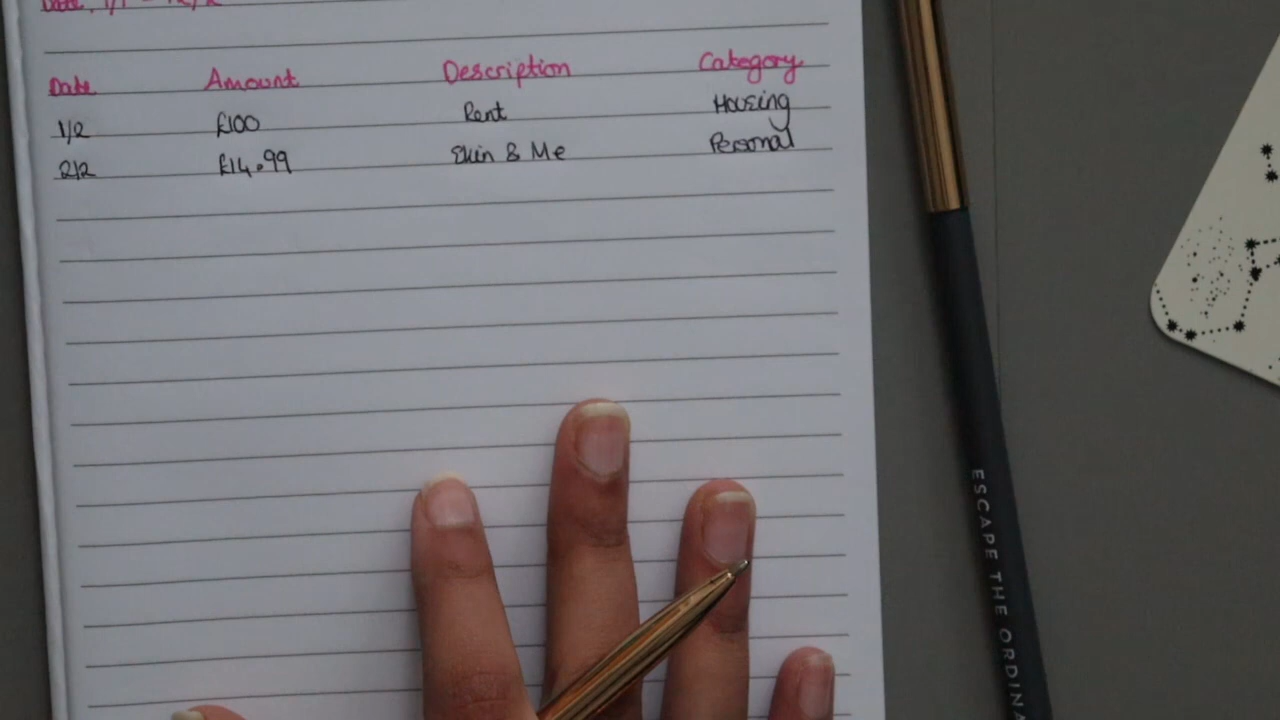 Date
Date Amount Description Category
1/2 £100 Rent Housing
2/2 £14.99 Skin & Me Personal
ESCAPE THE ORDINA